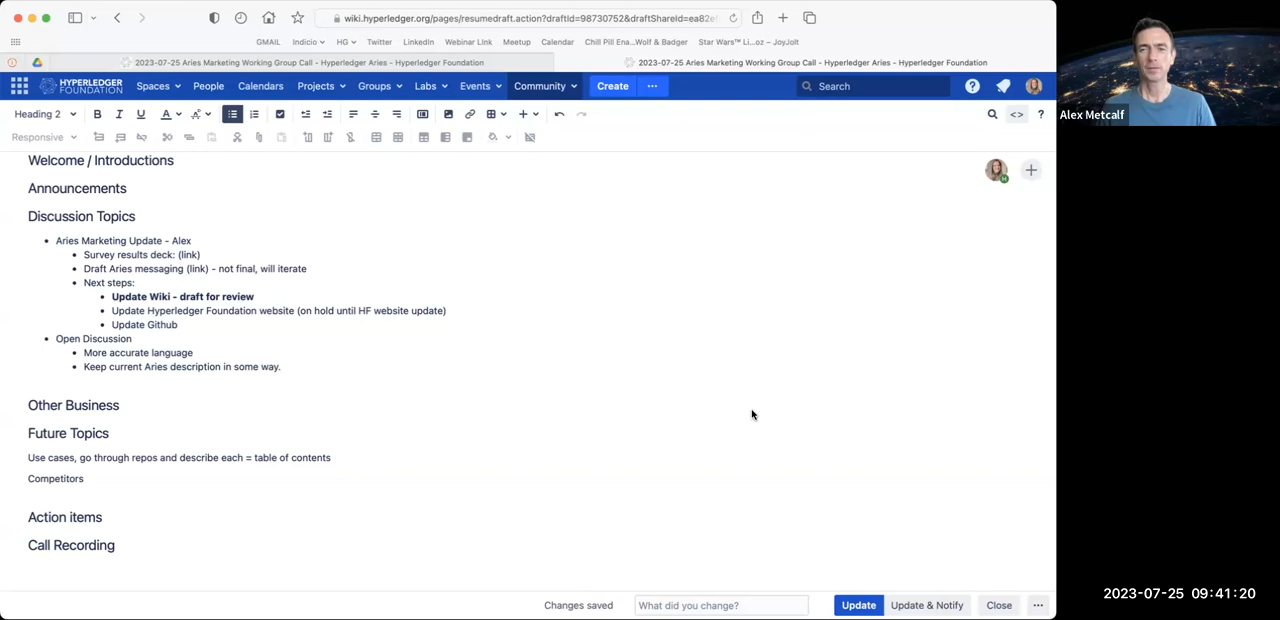 wiki.hyperledger.org/pages/resumedraft.action?draftId=98730752&draftShareId=ea82e
GMAIL Indicio HG Twitter LinkedIn Webinar LInk Meetup Calendar Chill Pill Ena...Wolf & Badger Star Wars™ Li...oz – JoyJolt
2023-07-25 Aries Marketing Working Group Call - Hyperledger Aries - Hyperledger Foundation
2023-07-25 Aries Marketing Working Group Call - Hyperledger Aries - Hyperledger Foundation
HYPERLEDGER FOUNDATION Spaces People Calendars Projects Groups Labs Events Community Create ... Search
Heading 2 B I U A
Responsive
Welcome / Introductions
Announcements
Discussion Topics
• Aries Marketing Update - Alex
• Survey results deck: (link)
• Draft Aries messaging (link) - not final, will iterate
• Next steps:
• Update Wiki - draft for review
• Update Hyperledger Foundation website (on hold until HF website update)
• Update Github
• Open Discussion
• More accurate language
• Keep current Aries description in some way.
Other Business
Future Topics
Use cases, go through repos and describe each = table of contents
Competitors
Action items
Call Recording
Changes saved What did you change? Update Update & Notify Close ...
Alex Metcalf
2023-07-25 09:41:20